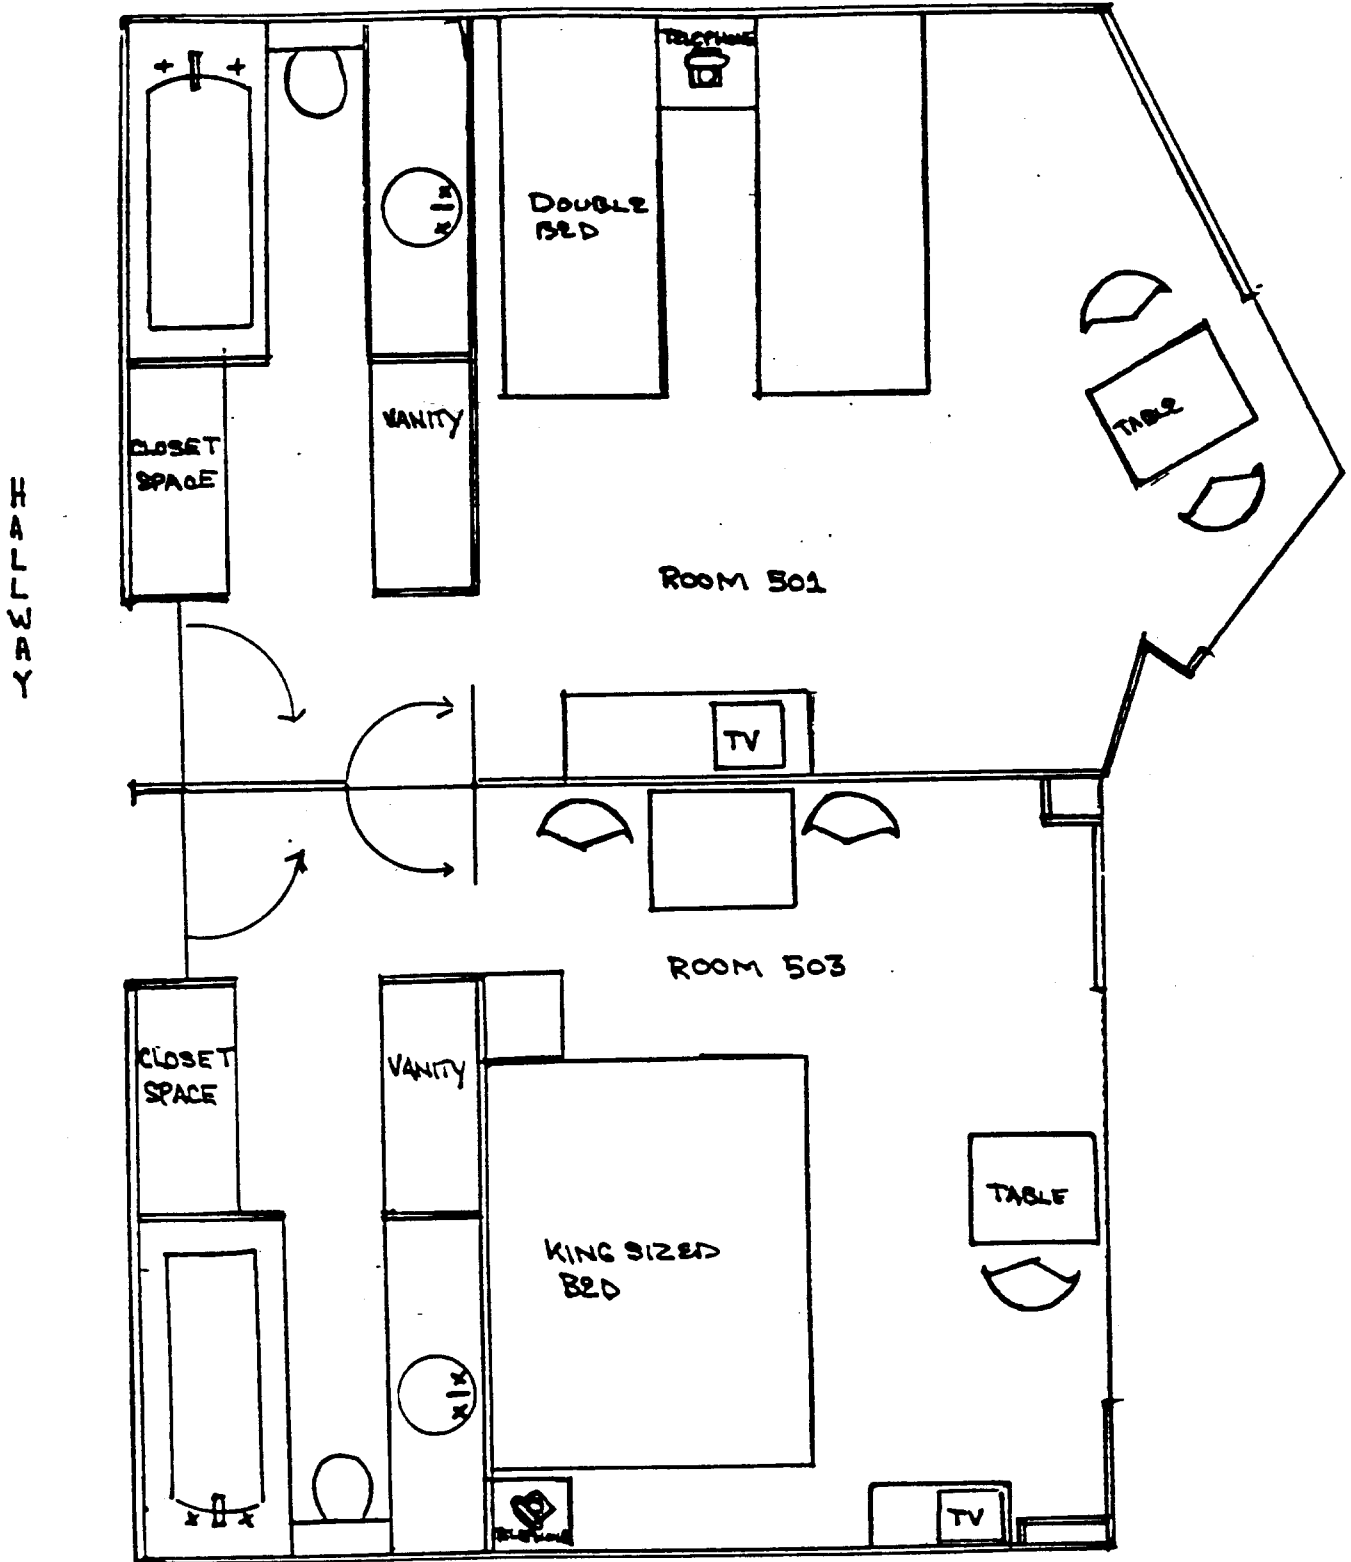 TELEPHONE
DOUBLE
BED
VANITY
CLOSET
SPACE
TABLE
HALLWAY
ROOM 501
TV
ROOM 503
CLOSET
SPACE
VANITY
TABLE
KING SIZED
BED
TELEPHONE
TV